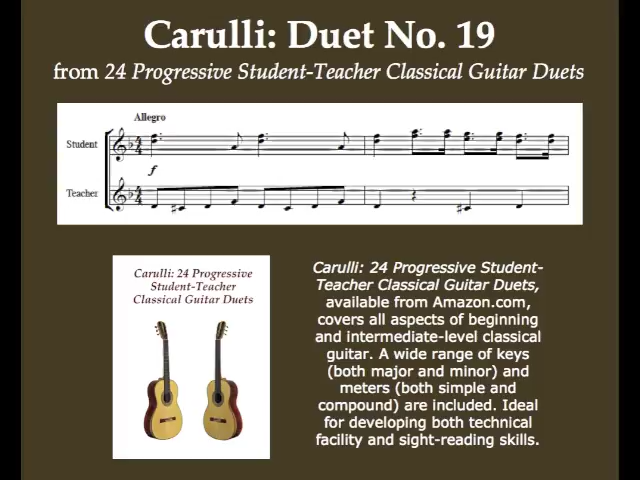 Carulli: Duet No. 19
from 24 Progressive Student-Teacher Classical Guitar Duets
Allegro
Student
f
Teacher
Carulli: 24 Progressive
Student-Teacher
Classical Guitar Duets
Carulli: 24 Progressive Student-
Teacher Classical Guitar Duets,
available from Amazon.com,
covers all aspects of beginning
and intermediate-level classical
guitar. A wide range of keys
(both major and minor) and
meters (both simple and
compound) are included. Ideal
for developing both technical
facility and sight-reading skills.